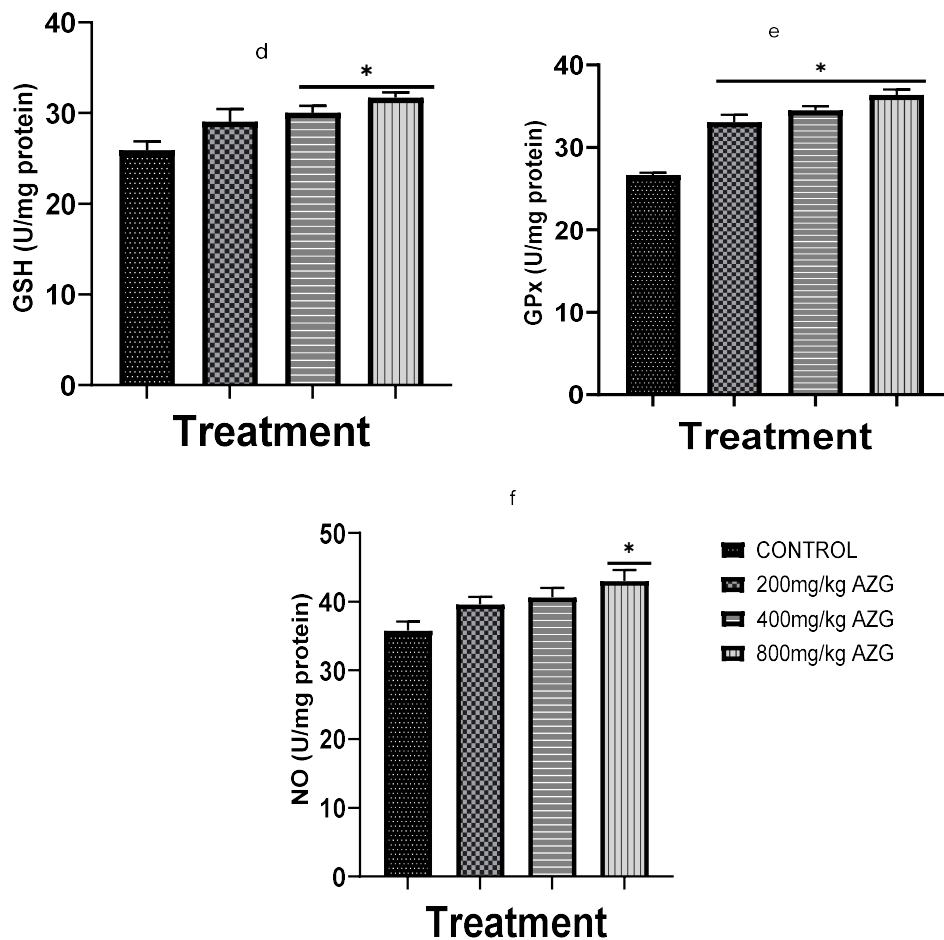 d
*
GSH (U/mg protein)
40
30
20
10
0
Treatment
e
*
GPx (U/mg protein)
40
30
20
10
0
Treatment
f
*
NO (U/mg protein)
50
40
30
20
10
0
Treatment
CONTROL
200mg/kg AZG
400mg/kg AZG
800mg/kg AZG